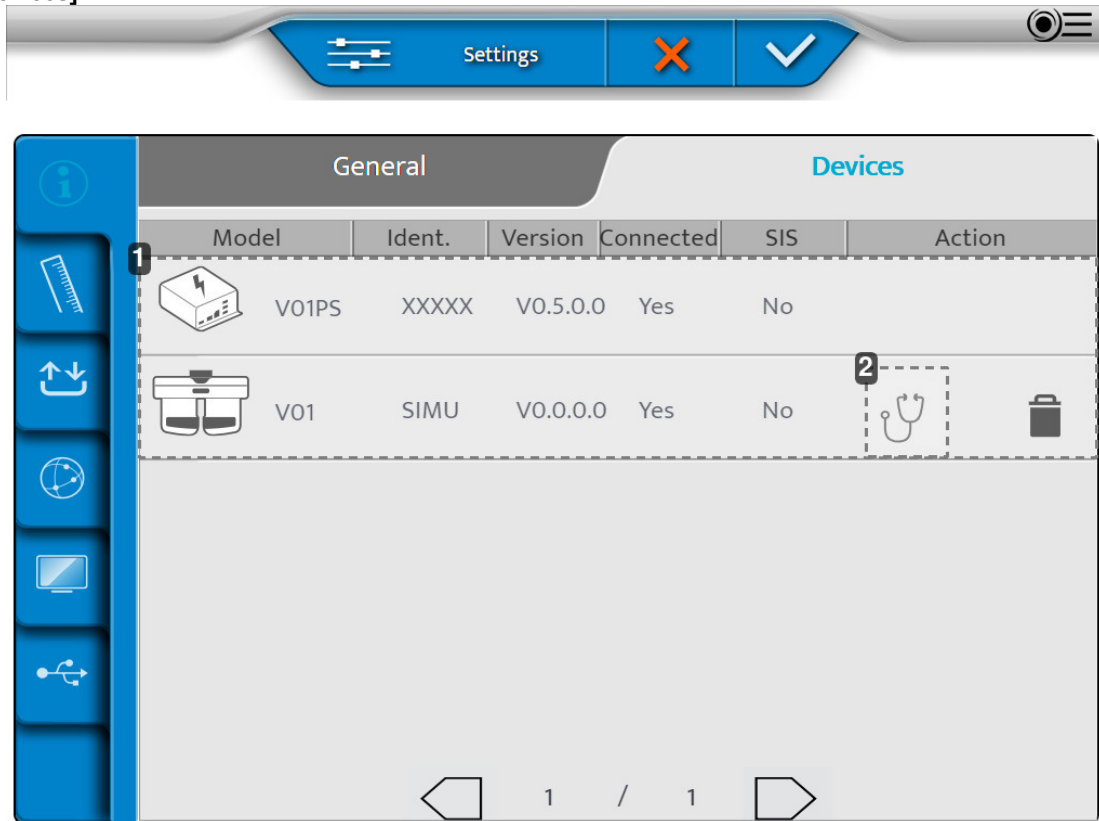 Settings
General Devices
Model Ident. Version Connected SIS Action
1
V01PS XXXXX V0.5.0.0 Yes No
2
V01 SIMU V0.0.0.0 Yes No
1 / 1